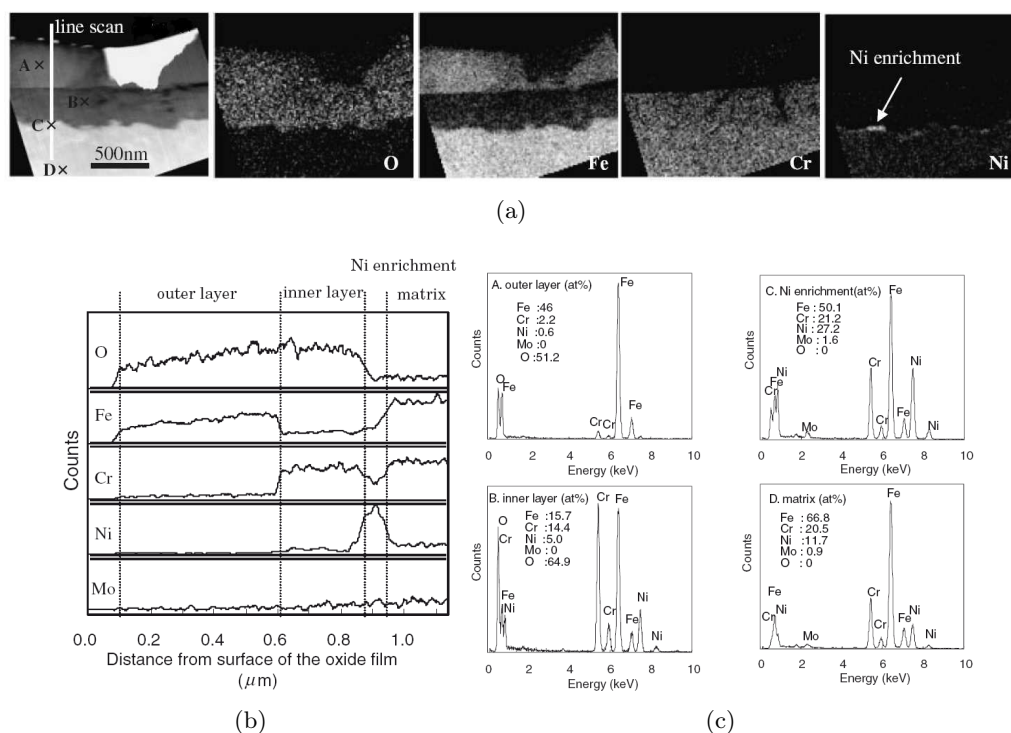 line scan
A ×
B ×
C ×
D ×
500nm
O
Fe
Cr
Ni enrichment
Ni
(a)
Ni enrichment
outer layer
inner layer
matrix
O
Fe
Cr
Ni
Mo
Counts
0.0 0.2 0.4 0.6 0.8 1.0
Distance from surface of the oxide film
(μm)
(b)
A. outer layer (at%)
Fe :46
Cr :2.2
Ni :0.6
Mo :0
O :51.2
O
Fe
Fe
Cr
Cr
Fe
Counts
0 2 4 6 8 10
Energy (keV)
C. Ni enrichment(at%)
Fe : 50.1
Cr : 21.2
Ni : 27.2
Mo : 1.6
O : 0
Fe
Ni
Fe
Cr
Mo
Cr
Cr
Fe
Ni
Ni
Counts
0 2 4 6 8 10
Energy (keV)
B. inner layer (at%)
Fe :15.7
Cr :14.4
Ni :5.0
Mo :0
O :64.9
O
Cr
Fe
Ni
Cr
Fe
Cr
Fe
Ni
Ni
Counts
0 2 4 6 8 10
Energy (keV)
D. matrix (at%)
Fe : 66.8
Cr : 20.5
Ni :11.7
Mo : 0.9
O : 0
Fe
Fe
Cr
Ni
Mo
Cr
Cr
Fe
Ni
Ni
Counts
0 2 4 6 8 10
Energy (keV)
(c)